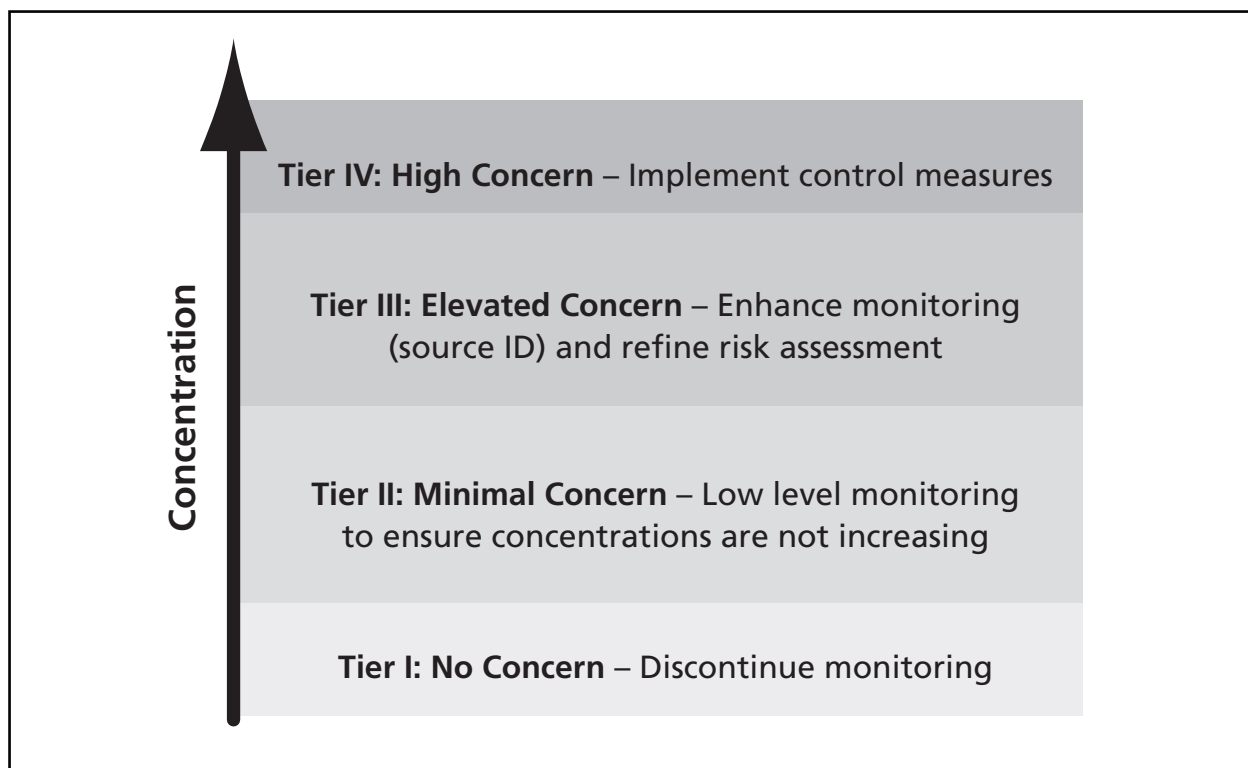 Concentration
Tier IV: High Concern – Implement control measures
Tier III: Elevated Concern – Enhance monitoring
(source ID) and refine risk assessment
Tier II: Minimal Concern – Low level monitoring
to ensure concentrations are not increasing
Tier I: No Concern – Discontinue monitoring